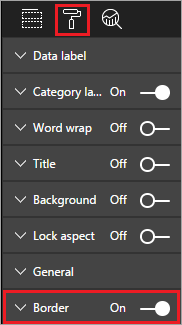 Data label
Category la... On
Word wrap Off
Title Off
Background Off
Lock aspect Off
General
Border On